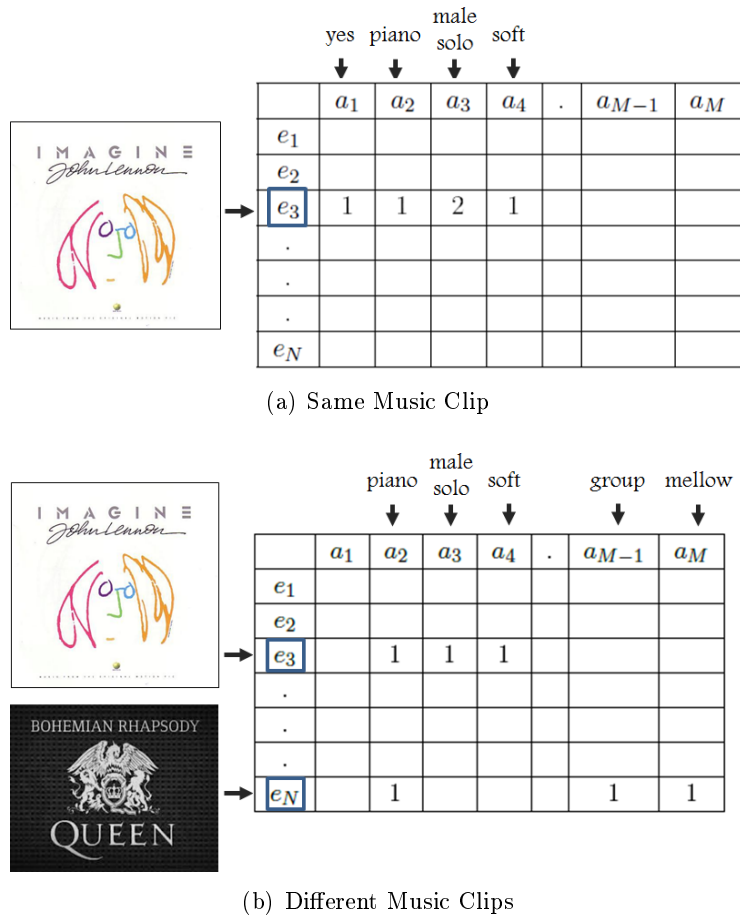 yes piano male solo soft
a1 a2 a3 a4 . aM−1 aM
e1
e2
IMAGINE
John Lennon
e3 1 1 2 1
.
.
.
eN
(a) Same Music Clip
piano male solo soft group mellow
a1 a2 a3 a4 . aM−1 aM
e1
e2
IMAGINE
John Lennon
e3 1 1 1
.
.
.
BOHEMIAN RHAPSODY
QUEEN
eN 1 1 1
(b) Different Music Clips